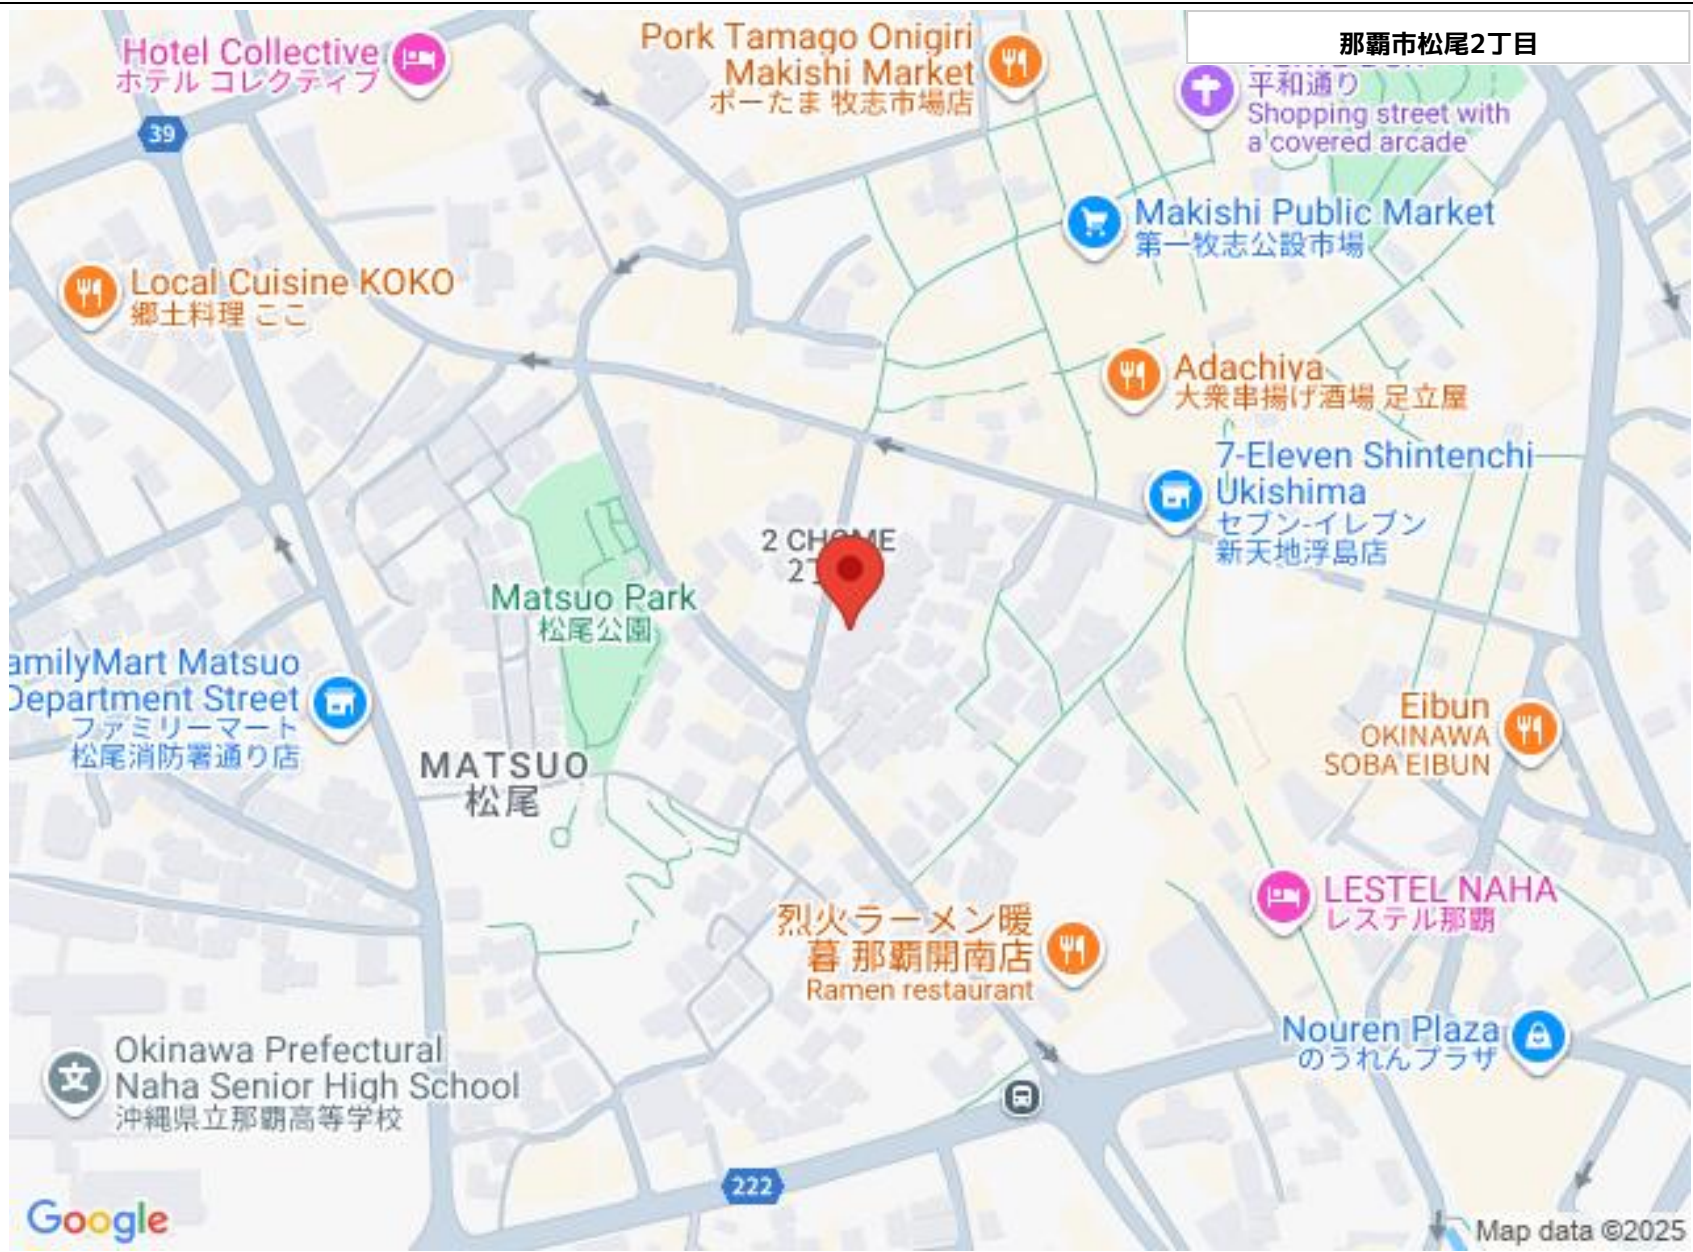 那覇市松尾2丁目
Hotel Collective
ホテル コレクティブ
39
Pork Tamago Onigiri
Makishi Market
ポーたま 牧志市場店
平和通り
Shopping street with
a covered arcade
Makishi Public Market
第一牧志公設市場
Local Cuisine KOKO
郷土料理 ここ
Adachiya
大衆串揚げ酒場 足立屋
7-Eleven Shintenchi
Ukishima
セブン-イレブン
新天地浮島店
2 CHOME
Matsuo Park
松尾公園
amilyMart Matsuo
Department Street
ファミリーマート
松尾消防署通り店
MATSUO
松尾
Eibun
OKINAWA
SOBA EIBUN
LESTEL NAHA
レステル那覇
烈火ラーメン暖
暮 那覇開南店
Ramen restaurant
Nouren Plaza
のうれんプラザ
Okinawa Prefectural
Naha Senior High School
沖縄県立那覇高等学校
文
222
Google
Map data ©2025